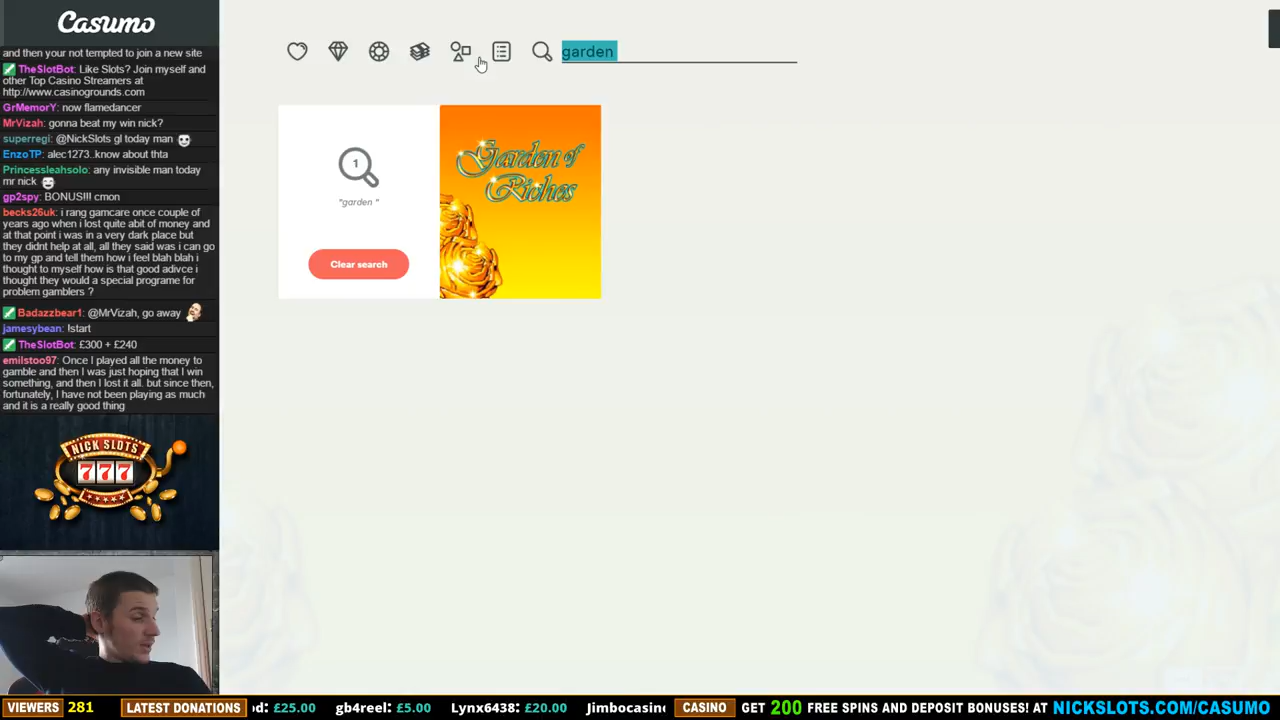 Casumo
and then your not tempted to join a new site
TheSlotBot: Like Slots? Join myself and
other Top Casino Streamers at
http://www.casinogrounds.com
GrMemorY: now flamedancer
MrVizah: gonna beat my win nick?
superregi: @NickSlots gl today man
EnzoTP: alec1273..know about thta
Princessleahsolo: any invisible man today
mr nick
gp2spy: BONUS!!! cmon
becks26uk: i rang gamcare once couple of
years ago when i lost quite abit of money and
at that point i was in a very dark place but
they didnt help at all, all they said was i can go
to my gp and tell them how i feel blah blah i
thought to myself how is that good adivce i
thought they would a special programe for
problem gamblers ?
Badazzbear1: @MrVizah, go away
jamesybean: !start
TheSlotBot: £300 + £240
emilstoo97: Once I played all the money to
gamble and then I was just hoping that I win
something, and then I lost it all. but since then,
fortunately, I have not been playing as much
and it is a really good thing
NICK SLOTS
777
garden
1
"garden "
Clear search
Garden of
Riches
VIEWERS 281 LATEST DONATIONS d: £25.00 gb4reel: £5.00 Lynx6438: £20.00 Jimbocasin CASINO GET 200 FREE SPINS AND DEPOSIT BONUSES! AT NICKSLOTS.COM/CASUMO